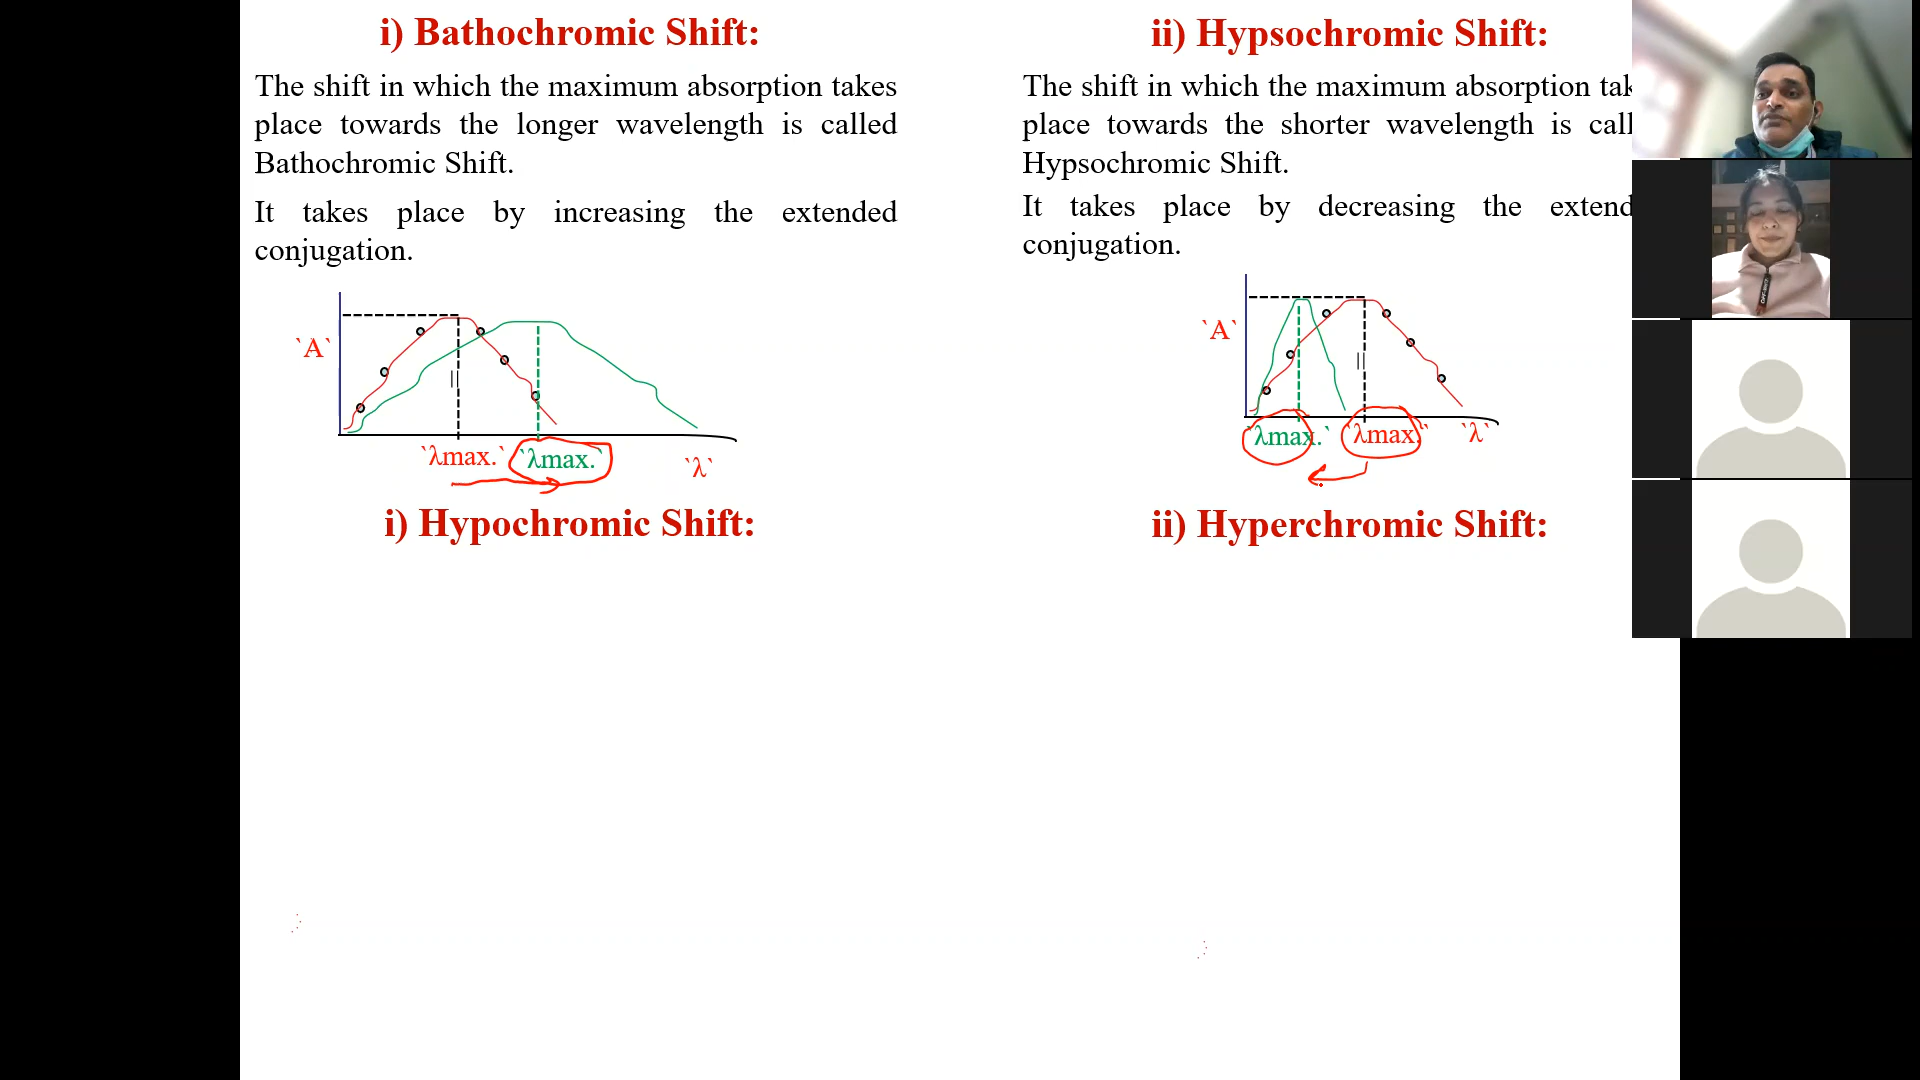 i) Bathochromic Shift:
The shift in which the maximum absorption takes
place towards the longer wavelength is called
Bathochromic Shift.
It takes place by increasing the extended
conjugation.
`A`
`λmax.` `λmax.` `λ`
ii) Hypsochromic Shift:
The shift in which the maximum absorption tak
place towards the shorter wavelength is call
Hypsochromic Shift.
It takes place by decreasing the extend
conjugation.
`A`
`λmax.` `λmax.` `λ`
i) Hypochromic Shift:
ii) Hyperchromic Shift: